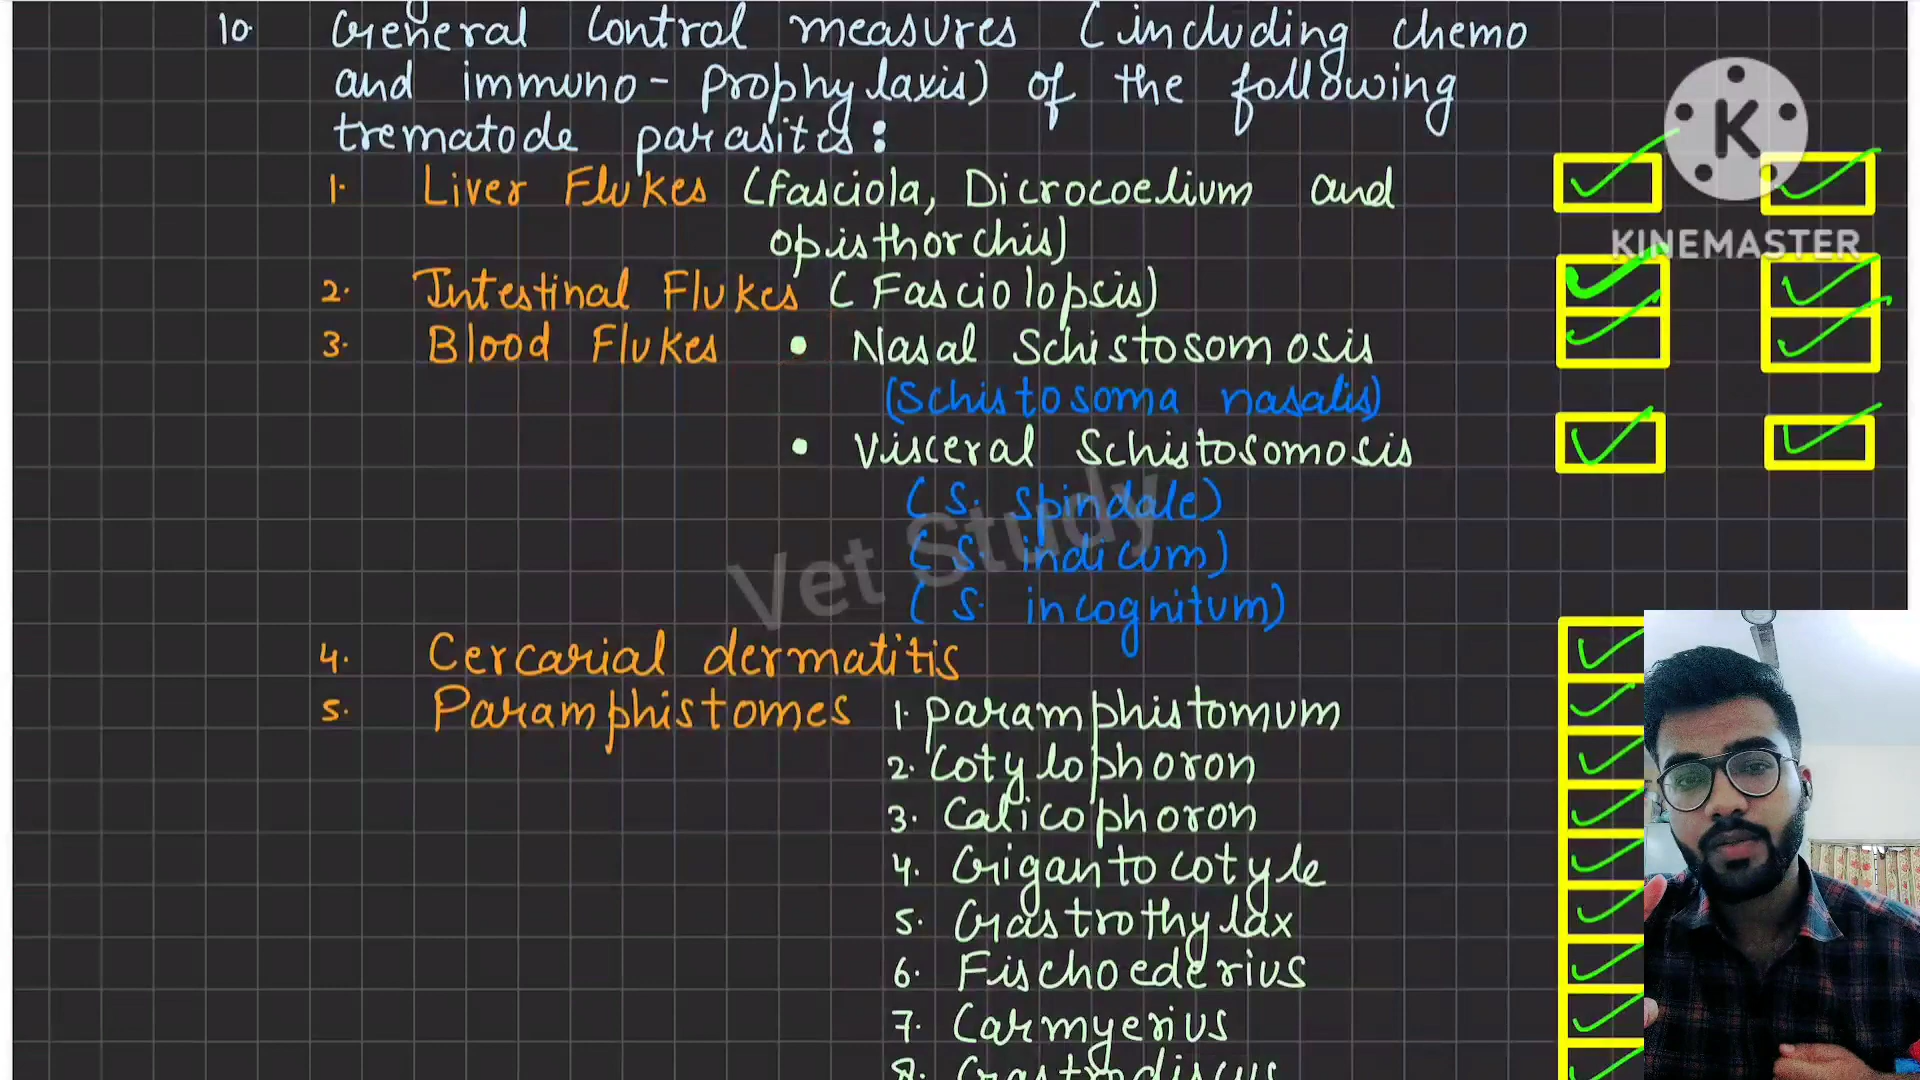 10. General Control measures (including chemo
and immuno - prophylaxis) of the following
trematode parasites:
1. Liver Flukes (Fasciola, Dicrocoelium and
opisthorchis)
2. Intestinal Flukes (Fasciolopsis)
3. Blood Flukes • Nasal Schistosomosis
(Schistosoma nasalis)
• Visceral Schistosomosis
(S. spindale)
(S. indicum)
(S. incognitum)
4. Cercarial dermatitis
5. Paramphistomes 1. paramphistomum
2. Cotylophoron
3. Calicophoron
4. Gigantocotyle
5. Gastrothylax
6. Fischoederius
7. Carmyerius
8. Gastrodiscus
K
KINEMASTER
Vet Study